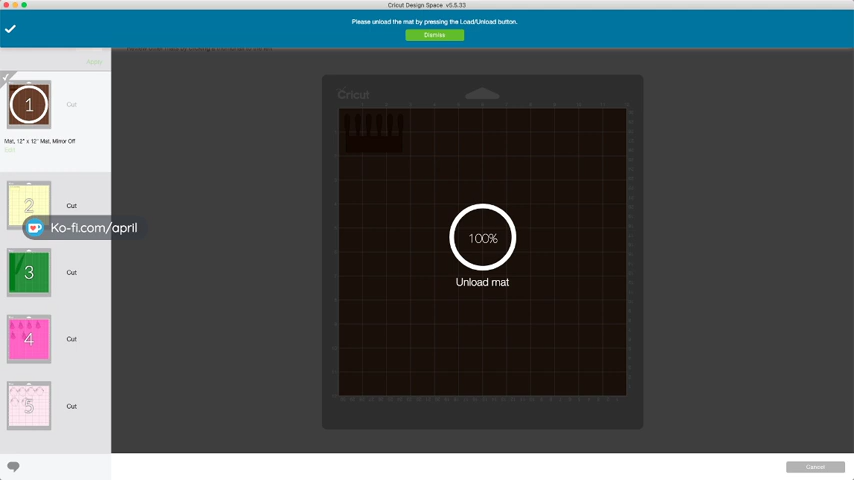 Cricut Design Space v5.5.33
Please unload the mat by pressing the Load/Unload button.
Dismiss
Apply
1
Cut
Mat, 12" x 12" Mat, Mirror Off
Edit
2
Cut
Ko-fi.com/april
3
Cut
4
Cut
5
Cut
Cricut
100%
Unload mat
Cancel